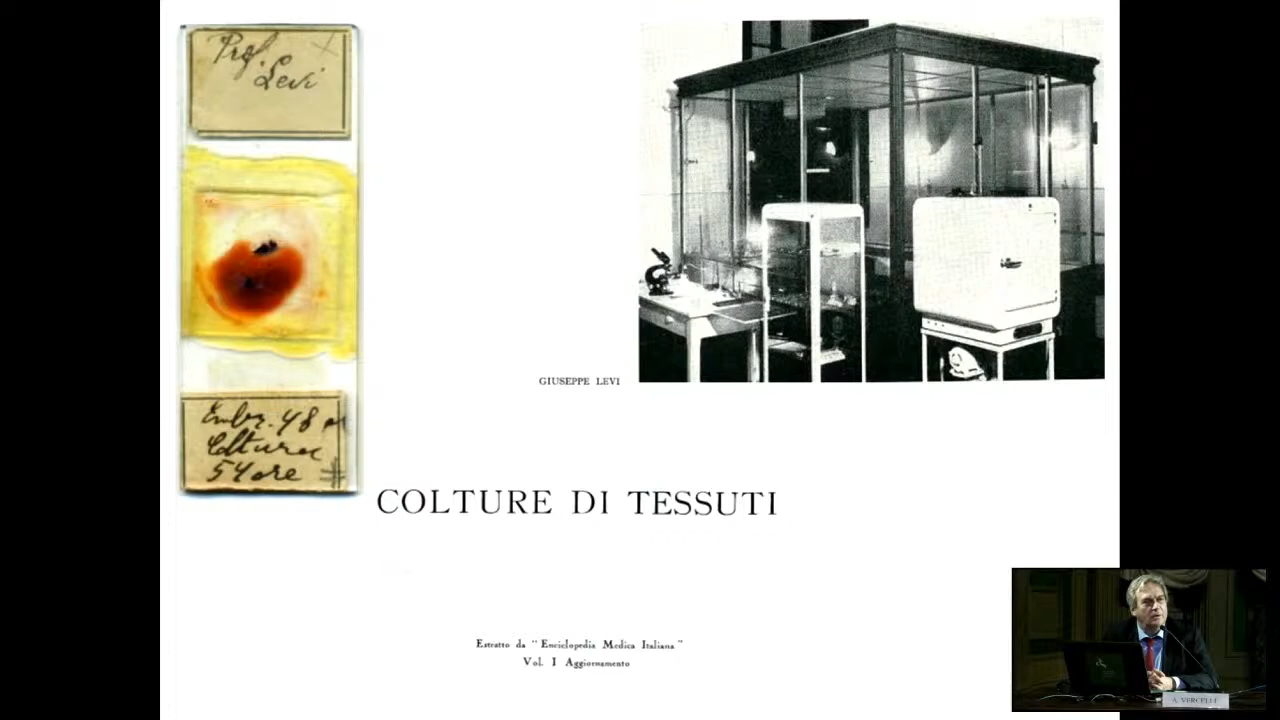 Prof.
Levi
Embr. 48
Coltura
54 ore
GIUSEPPE LEVI
COLTURE DI TESSUTI
Estratto da "Enciclopedia Medica Italiana"
Vol. I Aggiornamento
A. VERCELLI